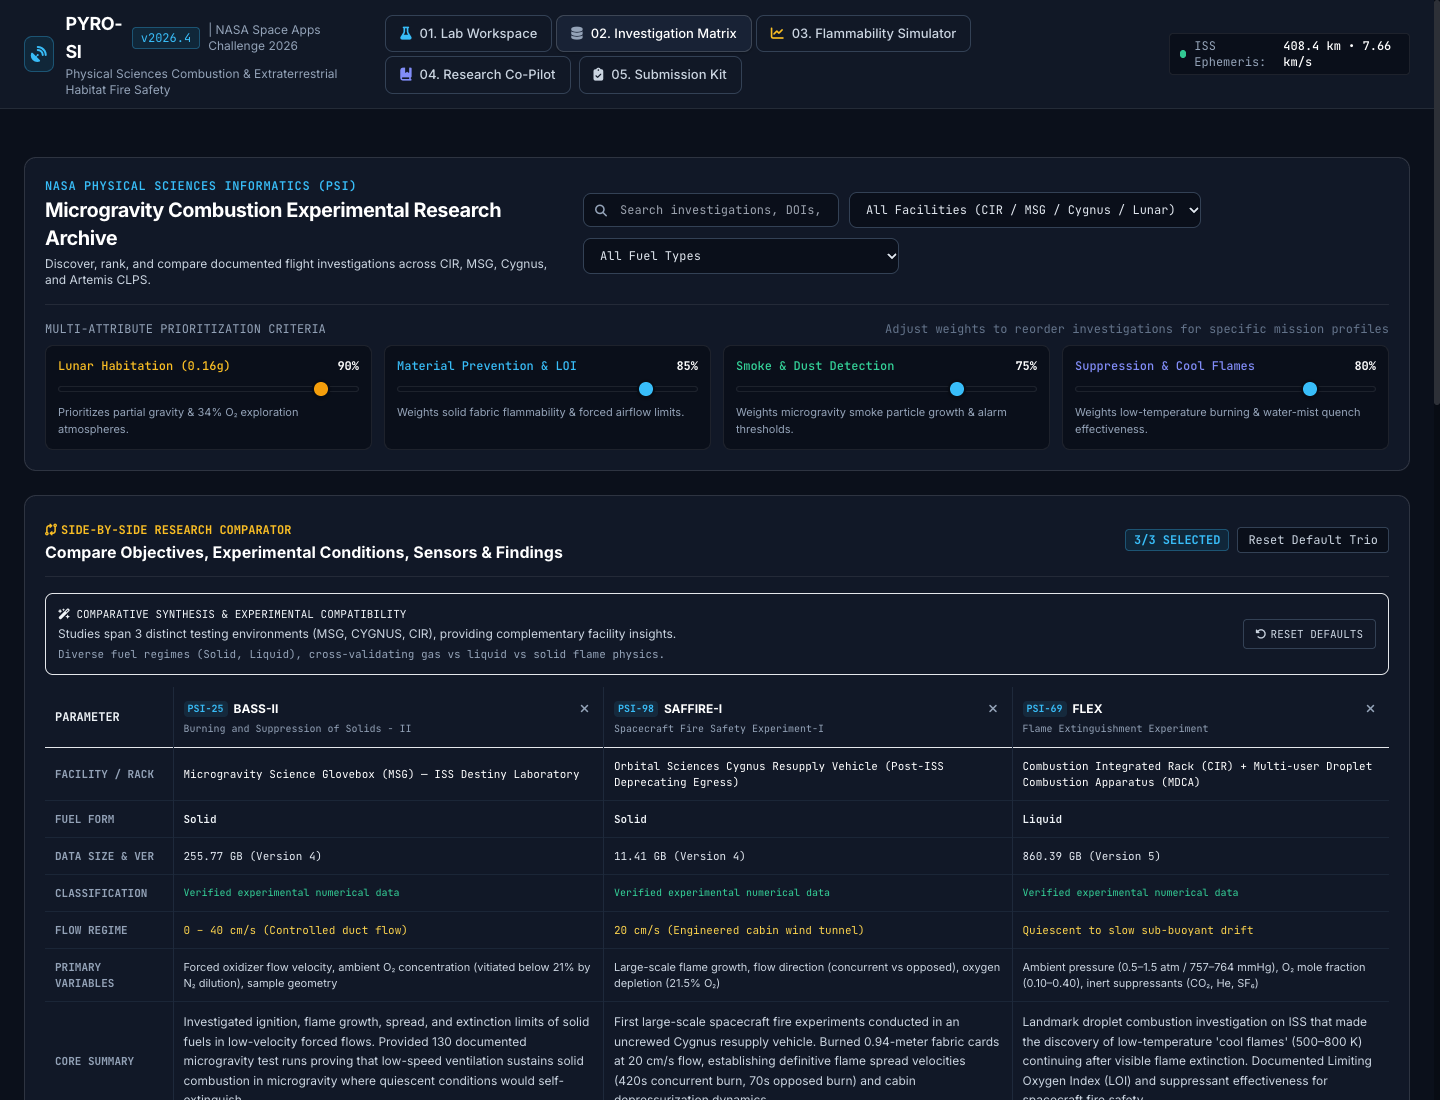 PYRO-
SI
v2026.4
| NASA Space Apps
Challenge 2026
Physical Sciences Combustion & Extraterrestrial
Habitat Fire Safety
01. Lab Workspace
02. Investigation Matrix
03. Flammability Simulator
04. Research Co-Pilot
05. Submission Kit
ISS
Ephemeris:
408.4 km • 7.66
km/s
NASA PHYSICAL SCIENCES INFORMATICS (PSI)
Microgravity Combustion Experimental Research
Archive
Discover, rank, and compare documented flight investigations across CIR, MSG, Cygnus,
and Artemis CLPS.
Search investigations, DOIs,
All Facilities (CIR / MSG / Cygnus / Lunar)
All Fuel Types
MULTI-ATTRIBUTE PRIORITIZATION CRITERIA
Adjust weights to reorder investigations for specific mission profiles
Lunar Habitation (0.16g) 90%
Prioritizes partial gravity & 34% O₂ exploration
atmospheres.
Material Prevention & LOI 85%
Weights solid fabric flammability & forced airflow limits.
Smoke & Dust Detection 75%
Weights microgravity smoke particle growth & alarm
thresholds.
Suppression & Cool Flames 80%
Weights low-temperature burning & water-mist quench
effectiveness.
SIDE-BY-SIDE RESEARCH COMPARATOR
Compare Objectives, Experimental Conditions, Sensors & Findings
3/3 SELECTED
Reset Default Trio
COMPARATIVE SYNTHESIS & EXPERIMENTAL COMPATIBILITY
Studies span 3 distinct testing environments (MSG, CYGNUS, CIR), providing complementary facility insights.
Diverse fuel regimes (Solid, Liquid), cross-validating gas vs liquid vs solid flame physics.
RESET DEFAULTS
PARAMETER
PSI-25 BASS-II
Burning and Suppression of Solids - II
PSI-98 SAFFIRE-I
Spacecraft Fire Safety Experiment-I
PSI-69 FLEX
Flame Extinguishment Experiment
FACILITY / RACK
Microgravity Science Glovebox (MSG) — ISS Destiny Laboratory
Orbital Sciences Cygnus Resupply Vehicle (Post-ISS
Deprecating Egress)
Combustion Integrated Rack (CIR) + Multi-user Droplet
Combustion Apparatus (MDCA)
FUEL FORM
Solid
Solid
Liquid
DATA SIZE & VER
255.77 GB (Version 4)
11.41 GB (Version 4)
860.39 GB (Version 5)
CLASSIFICATION
Verified experimental numerical data
Verified experimental numerical data
Verified experimental numerical data
FLOW REGIME
0 – 40 cm/s (Controlled duct flow)
20 cm/s (Engineered cabin wind tunnel)
Quiescent to slow sub-buoyant drift
PRIMARY
VARIABLES
Forced oxidizer flow velocity, ambient O₂ concentration (vitiated below 21% by
N₂ dilution), sample geometry
Large-scale flame growth, flow direction (concurrent vs opposed), oxygen
depletion (21.5% O₂)
Ambient pressure (0.5–1.5 atm / 757–764 mmHg), O₂ mole fraction
(0.10–0.40), inert suppressants (CO₂, He, SF₆)
CORE SUMMARY
Investigated ignition, flame growth, spread, and extinction limits of solid
fuels in low-velocity forced flows. Provided 130 documented
microgravity test runs proving that low-speed ventilation sustains solid
combustion in microgravity where quiescent conditions would self-
extinguish.
First large-scale spacecraft fire experiments conducted in an
uncrewed Cygnus resupply vehicle. Burned 0.94-meter fabric cards
at 20 cm/s flow, establishing definitive flame spread velocities
(420s concurrent burn, 70s opposed burn) and cabin
depressurization dynamics.
Landmark droplet combustion investigation on ISS that made
the discovery of low-temperature 'cool flames' (500–800 K)
continuing after visible flame extinction. Documented Limiting
Oxygen Index (LOI) and suppressant effectiveness for
spacecraft fire safety.